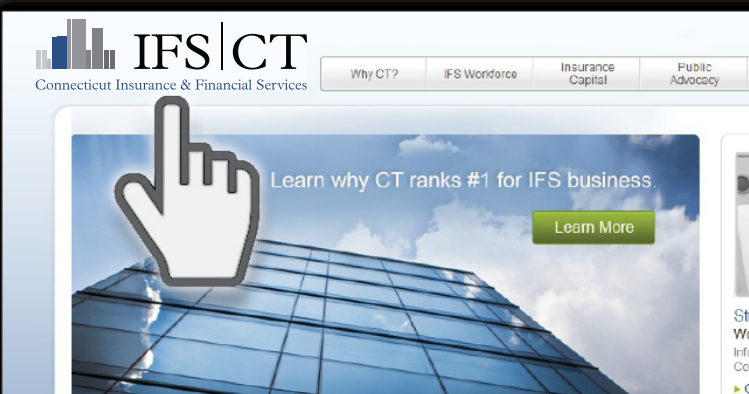 IFS|CT
Connecticut Insurance & Financial Services
Why CT?
IFS Workforce
Insurance
Capital
Public
Advocacy
Learn why CT ranks #1 for IFS business.
Learn More